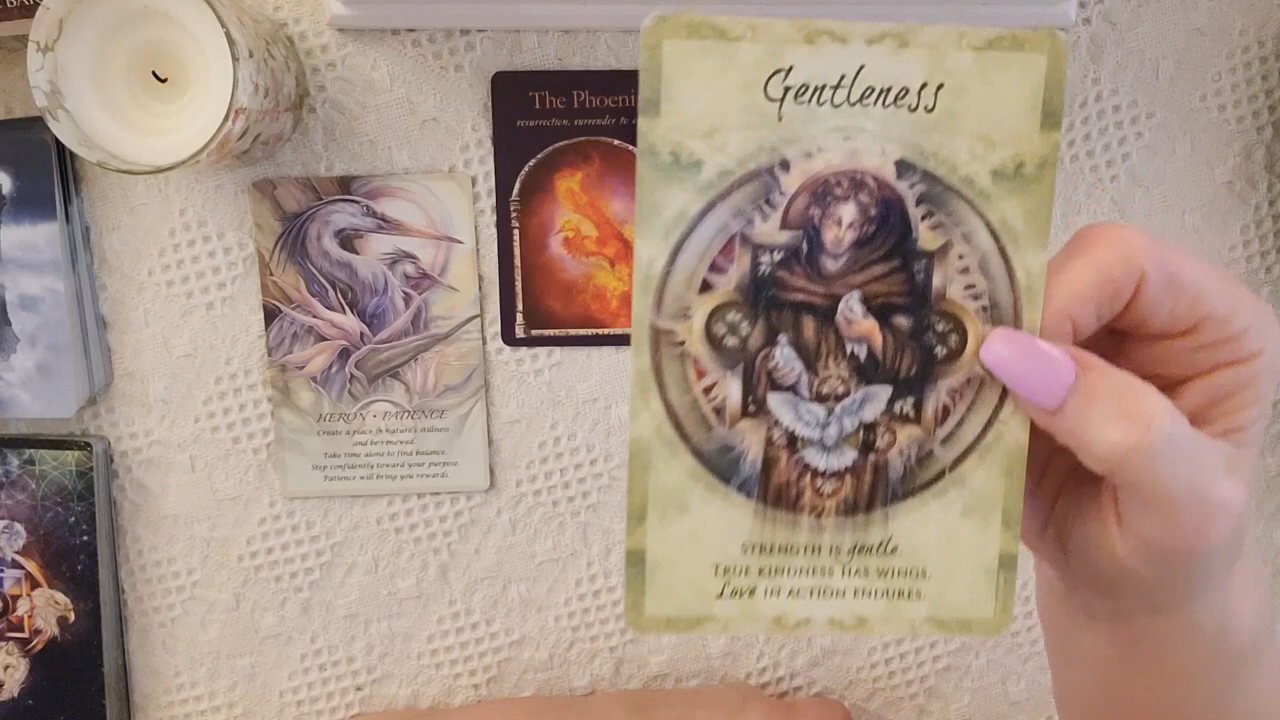 BAR
The Phoeni
resurrection, surrender to
Gentleness
STRENGTH IS gentle.
TRUE KINDNESS HAS WINGS.
Love IN ACTION ENDURES.
HERON • PATIENCE
Create a place in nature's stillness
and be renewed.
Take time alone to find balance.
Step confidently toward your purpose.
Patience will bring you rewards.